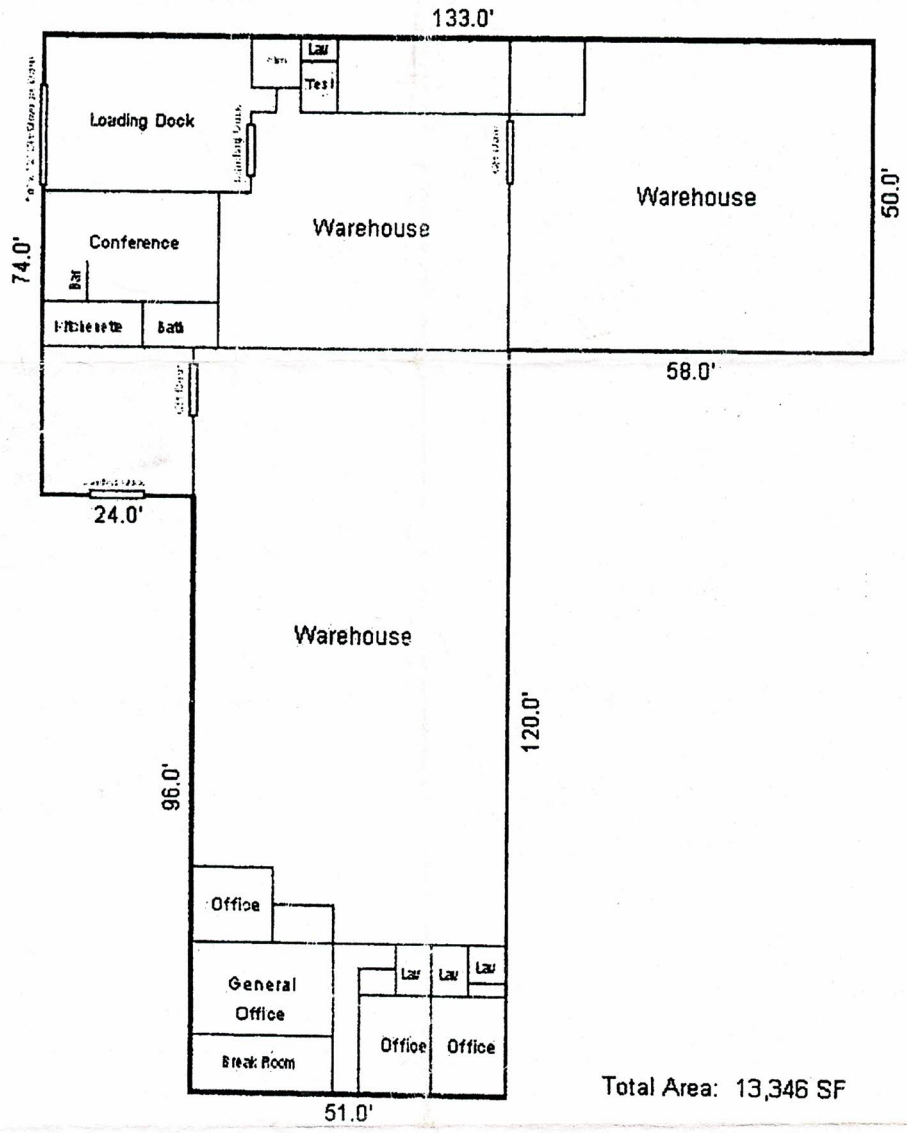 133.0'
Lav
Test
Loading Dock
Warehouse
Warehouse
50.0'
Conference
74.0'
Bar
Kitchenette
Bath
58.0'
24.0'
Warehouse
120.0'
96.0'
Office
General
Office
Lav
Lav
Lav
Office
Office
Break Room
Total Area: 13,346 SF
51.0'